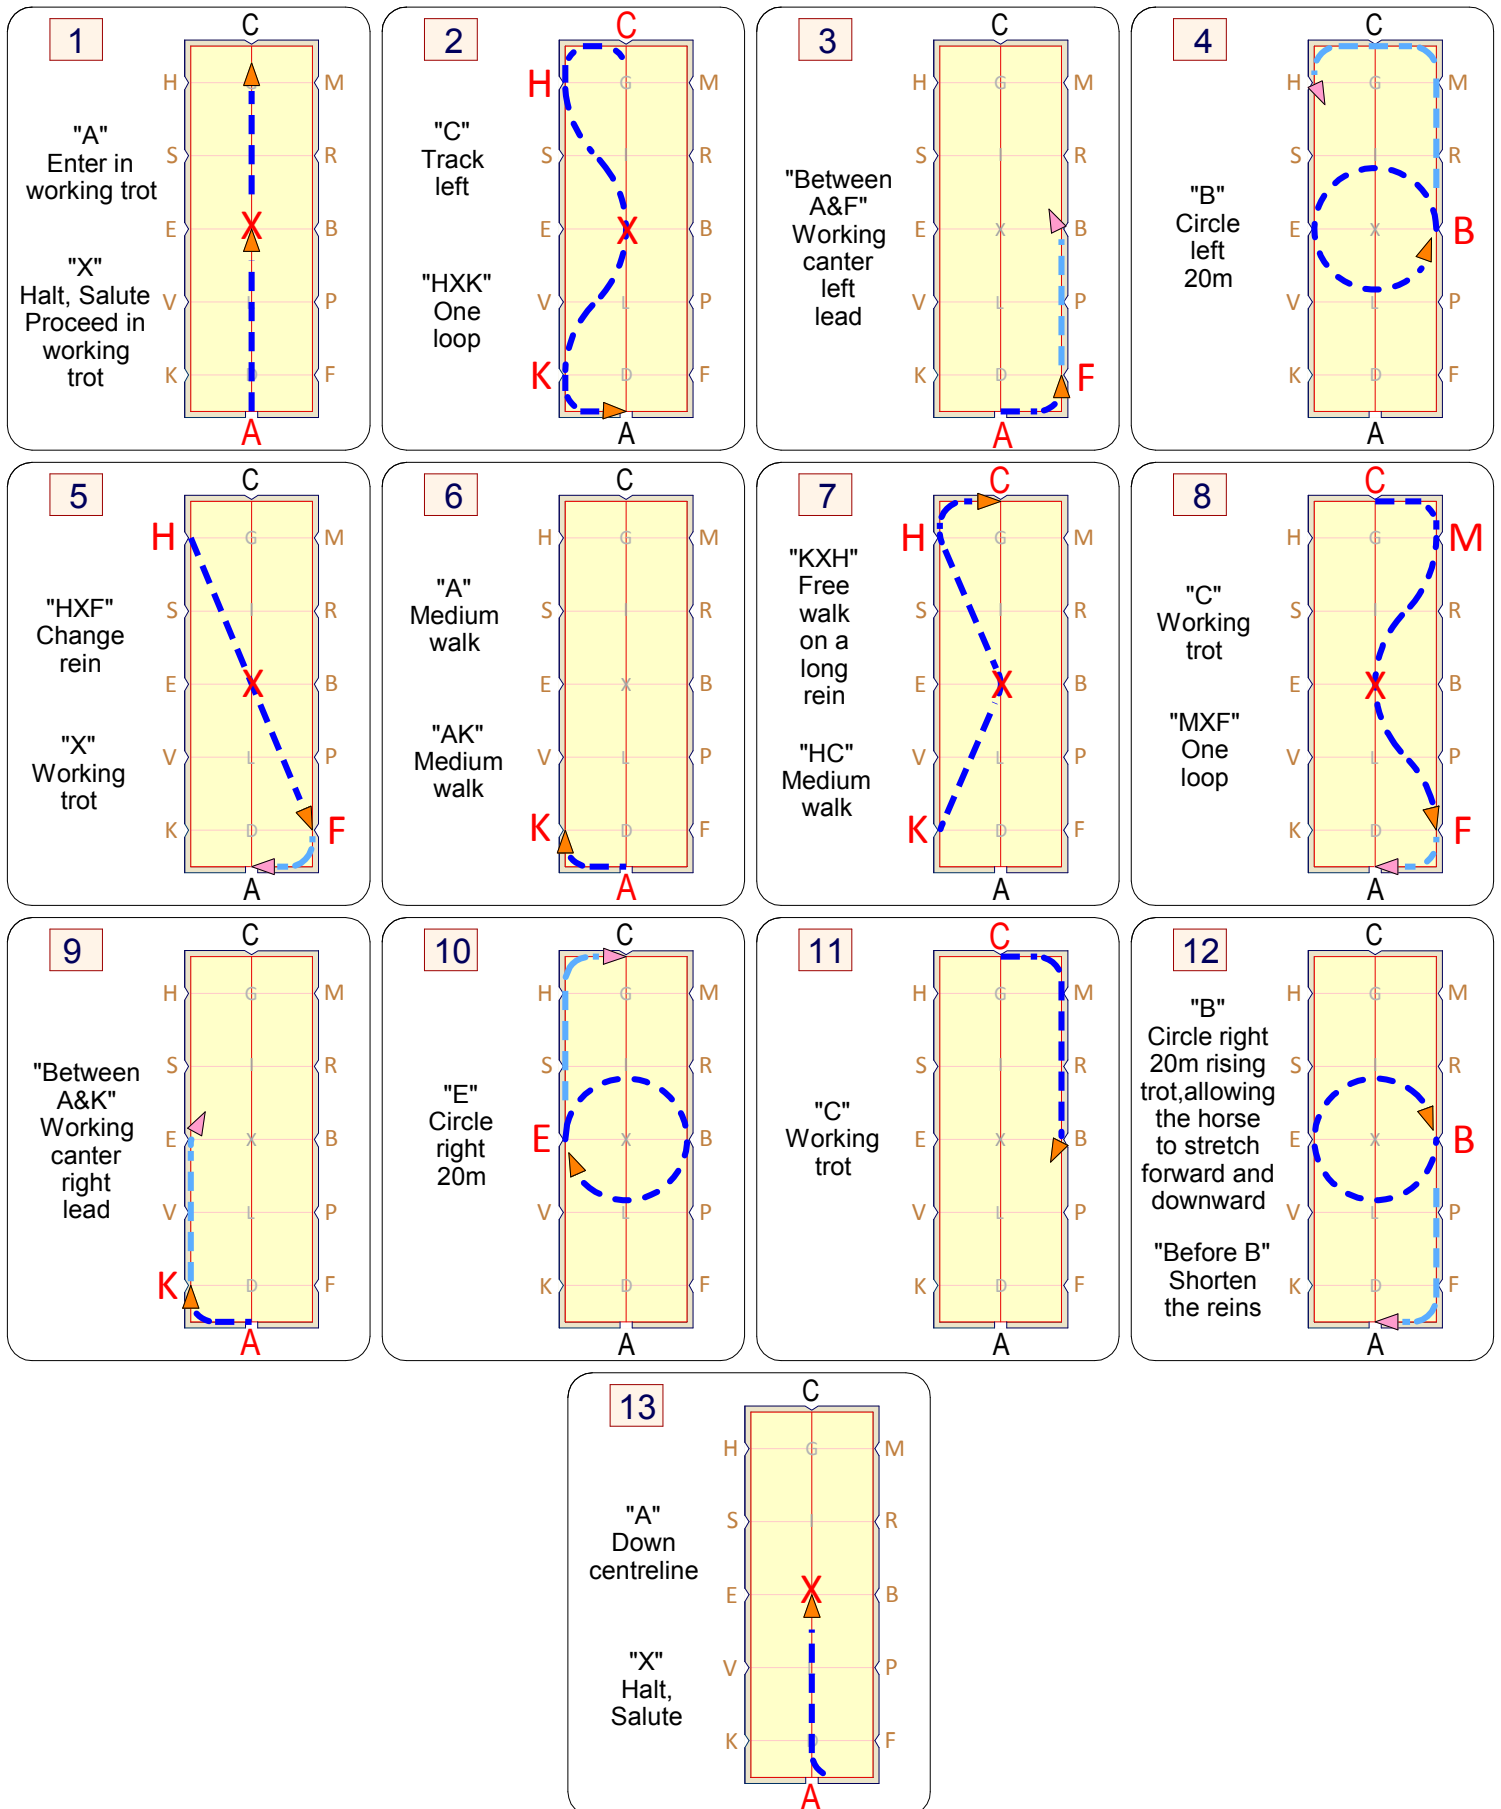 1
C
H M
"A"
Enter in
working trot
S R
X
E B
"X"
Halt, Salute
Proceed in
working
trot
V P
K F
A
2
C
H G M
"C"
Track
left
S I R
E X B
"HXK"
One
loop
V L P
K D F
A
3
C
H G M
"Between
A&F"
Working
canter
left
lead
S I R
E X B
V L P
K D F
A
4
C
H G M
"B"
Circle
left
20m
S I R
E X B
V L P
K D F
A
5
C
H G M
"HXF"
Change
rein
S I R
E X B
"X"
Working
trot
V L P
K D F
A
6
C
H G M
"A"
Medium
walk
S I R
E X B
"AK"
Medium
walk
V L P
K D F
A
7
C
H G M
"KXH"
Free
walk
on a
long
rein
S I R
E X B
"HC"
Medium
walk
V L P
K D F
A
8
C
H G M
"C"
Working
trot
S I R
E X B
"MXF"
One
loop
V L P
K D F
A
9
C
H G M
"Between
A&K"
Working
canter
right
lead
S I R
E X B
V L P
K D F
A
10
C
H G M
"E"
Circle
right
20m
S I R
E X B
V L P
K D F
A
11
C
H G M
"C"
Working
trot
S I R
E X B
V L P
K D F
A
12
C
H G M
"B"
Circle right
20m rising
trot,allowing
the horse
to stretch
forward and
downward
S I R
E X B
"Before B"
Shorten
the reins
V L P
K D F
A
13
C
H G M
"A"
Down
centreline
S I R
E X B
"X"
Halt,
Salute
V P
K D F
A